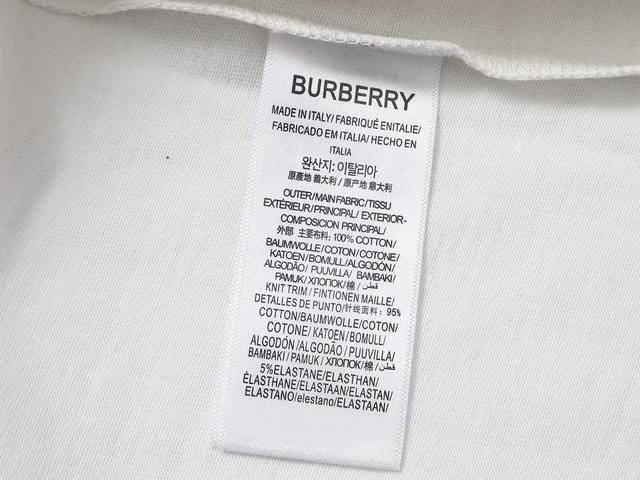 BURBERRY
MADE IN ITALY/ FABRIQUÉ ENITALIE/
FABRICADO EM ITALIA/ HECHO EN
ITALIA
완산지: 이탈리아
原產地 義大利 / 原产地 意大利
OUTER/MAIN FABRIC/TISSU
EXTÉRIEUR/PRINCIPAL/ EXTERIOR-
COMPOSICION PRINCIPAL/
外部 主要布料: 100% COTTON/
BAUMWOLLE/COTON/COTONE/
KATOEN/BOMULL/ALGODÓN/
ALGODÃO/ PUUVILLA/ BAMBAKI/
PAMUK/ХЛОПОК/棉/ قطن /
KNIT TRIM / FINTIONEN MAILLE/
DETALLES DE PUNTO/针线面料: 95%
COTTON/BAUMWOLLE/COTON/
COTONE/ KATOEN/BOMULL/
ALGODÓN /ALGODÃO / PUUVILLA/
BAMBAKI / PAMUK / ХЛОПОК/棉/ قطن /
5%ELASTANE/ELASTHAN/
ÉLASTHANE/ELASTAAN/ELASTAN/
ELASTANO/elestano/ELASTAAN/